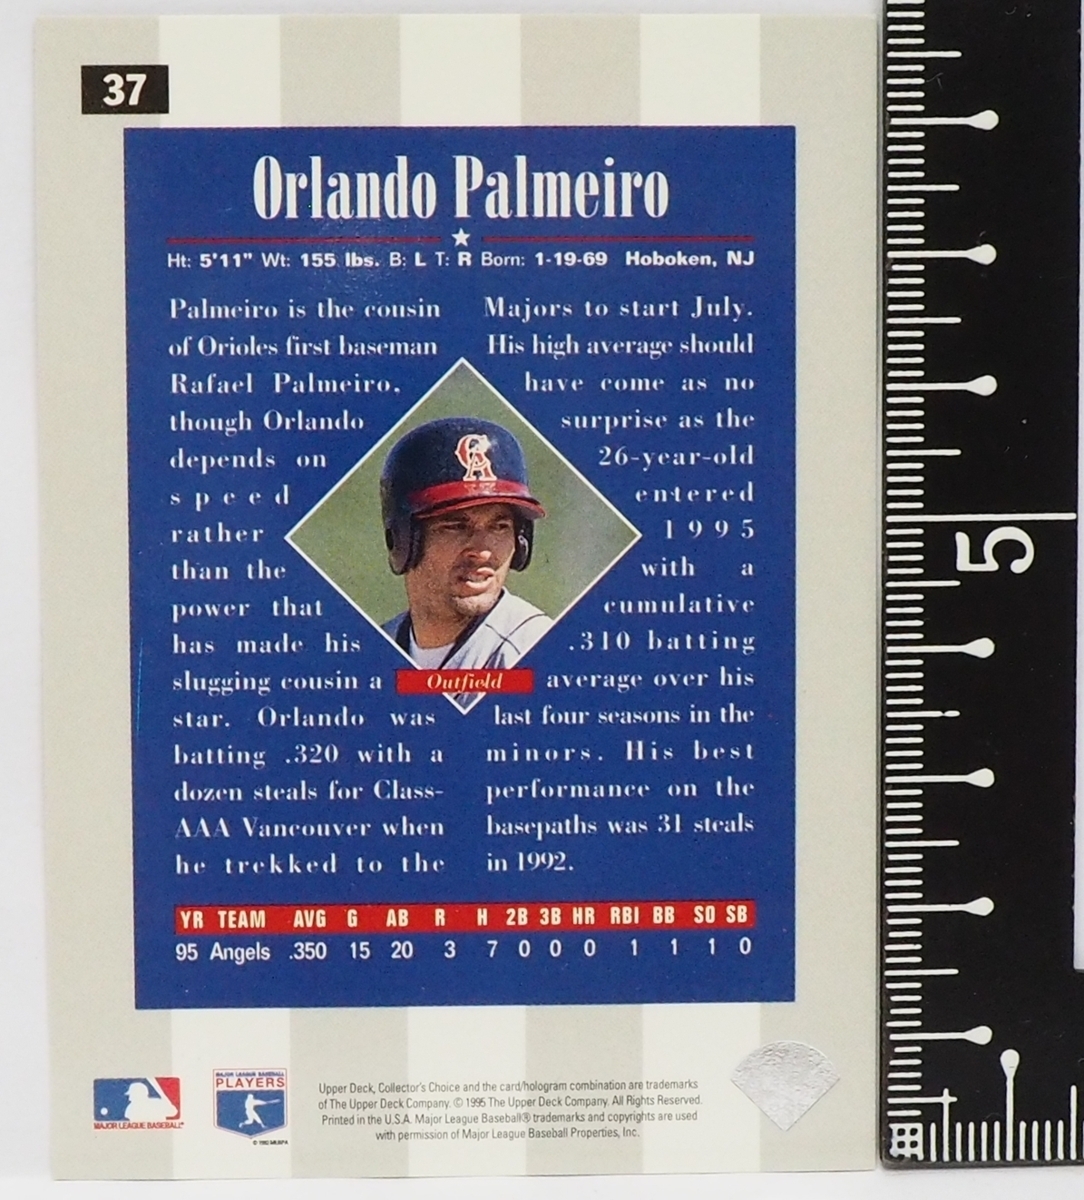 37
Orlando Palmeiro
Ht: 5'11" Wt: 155 lbs. B: L T: R Born: 1-19-69 Hoboken, NJ
Palmeiro is the cousin
of Orioles first baseman
Rafael Palmeiro,
though Orlando
depends on
speed
rather
than the
power that
has made his
slugging cousin a
star. Orlando was
batting .320 with a
dozen steals for Class-
AAA Vancouver when
he trekked to the
Majors to start July.
His high average should
have come as no
surprise as the
26-year-old
entered
1995
with a
cumulative
.310 batting
average over his
last four seasons in the
minors. His best
performance on the
basepaths was 31 steals
in 1992.
CA
Outfield
YR TEAM AVG G AB R H 2B 3B HR RBI BB SO SB
95 Angels .350 15 20 3 7 0 0 0 1 1 1 0
MAJOR LEAGUE BASEBALL
MAJOR LEAGUE BASEBALL
PLAYERS
Upper Deck, Collector's Choice and the card/hologram combination are trademarks
of The Upper Deck Company. © 1995 The Upper Deck Company. All Rights Reserved.
Printed in the U.S.A. Major League Baseball® trademarks and copyrights are used
with permission of Major League Baseball Properties, Inc.
5